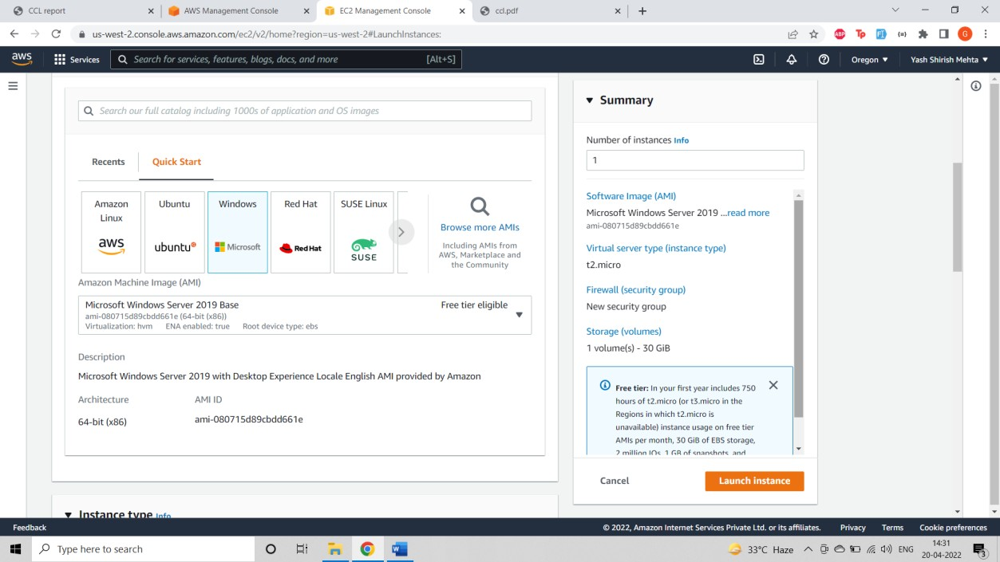 CCL report
AWS Management Console
EC2 Management Console
ccl.pdf
us-west-2.console.aws.amazon.com/ec2/v2/home?region=us-west-2#LaunchInstances:
ABP
Tp
aws
Services
Search for services, features, blogs, docs, and more
[Alt+S]
Oregon
Yash Shirish Mehta
Search our full catalog including 1000s of application and OS images
Recents
Quick Start
Amazon
Linux
aws
Ubuntu
ubuntu
Windows
Microsoft
Red Hat
Red Hat
SUSE Linux
SUSE
Browse more AMIs
Including AMIs from
AWS, Marketplace and
the Community
Amazon Machine Image (AMI)
Microsoft Windows Server 2019 Base
Free tier eligible
ami-080715d89cbdd661e (64-bit (x86))
Virtualization: hvm ENA enabled: true Root device type: ebs
Description
Microsoft Windows Server 2019 with Desktop Experience Locale English AMI provided by Amazon
Architecture
AMI ID
64-bit (x86)
ami-080715d89cbdd661e
Instance type Info
Summary
Number of instances Info
1
Software Image (AMI)
Microsoft Windows Server 2019 ...read more
ami-080715d89cbdd661e
Virtual server type (instance type)
t2.micro
Firewall (security group)
New security group
Storage (volumes)
1 volume(s) - 30 GiB
Free tier: In your first year includes 750
hours of t2.micro (or t3.micro in the
Regions in which t2.micro is
unavailable) instance usage on free tier
AMIs per month, 30 GiB of EBS storage,
2 million IOs, 1 GB of snapshots, and
Cancel
Launch instance
Feedback
© 2022, Amazon Internet Services Private Ltd. or its affiliates.
Privacy
Terms
Cookie preferences
Type here to search
33°C Haze
ENG
14:31
20-04-2022
3